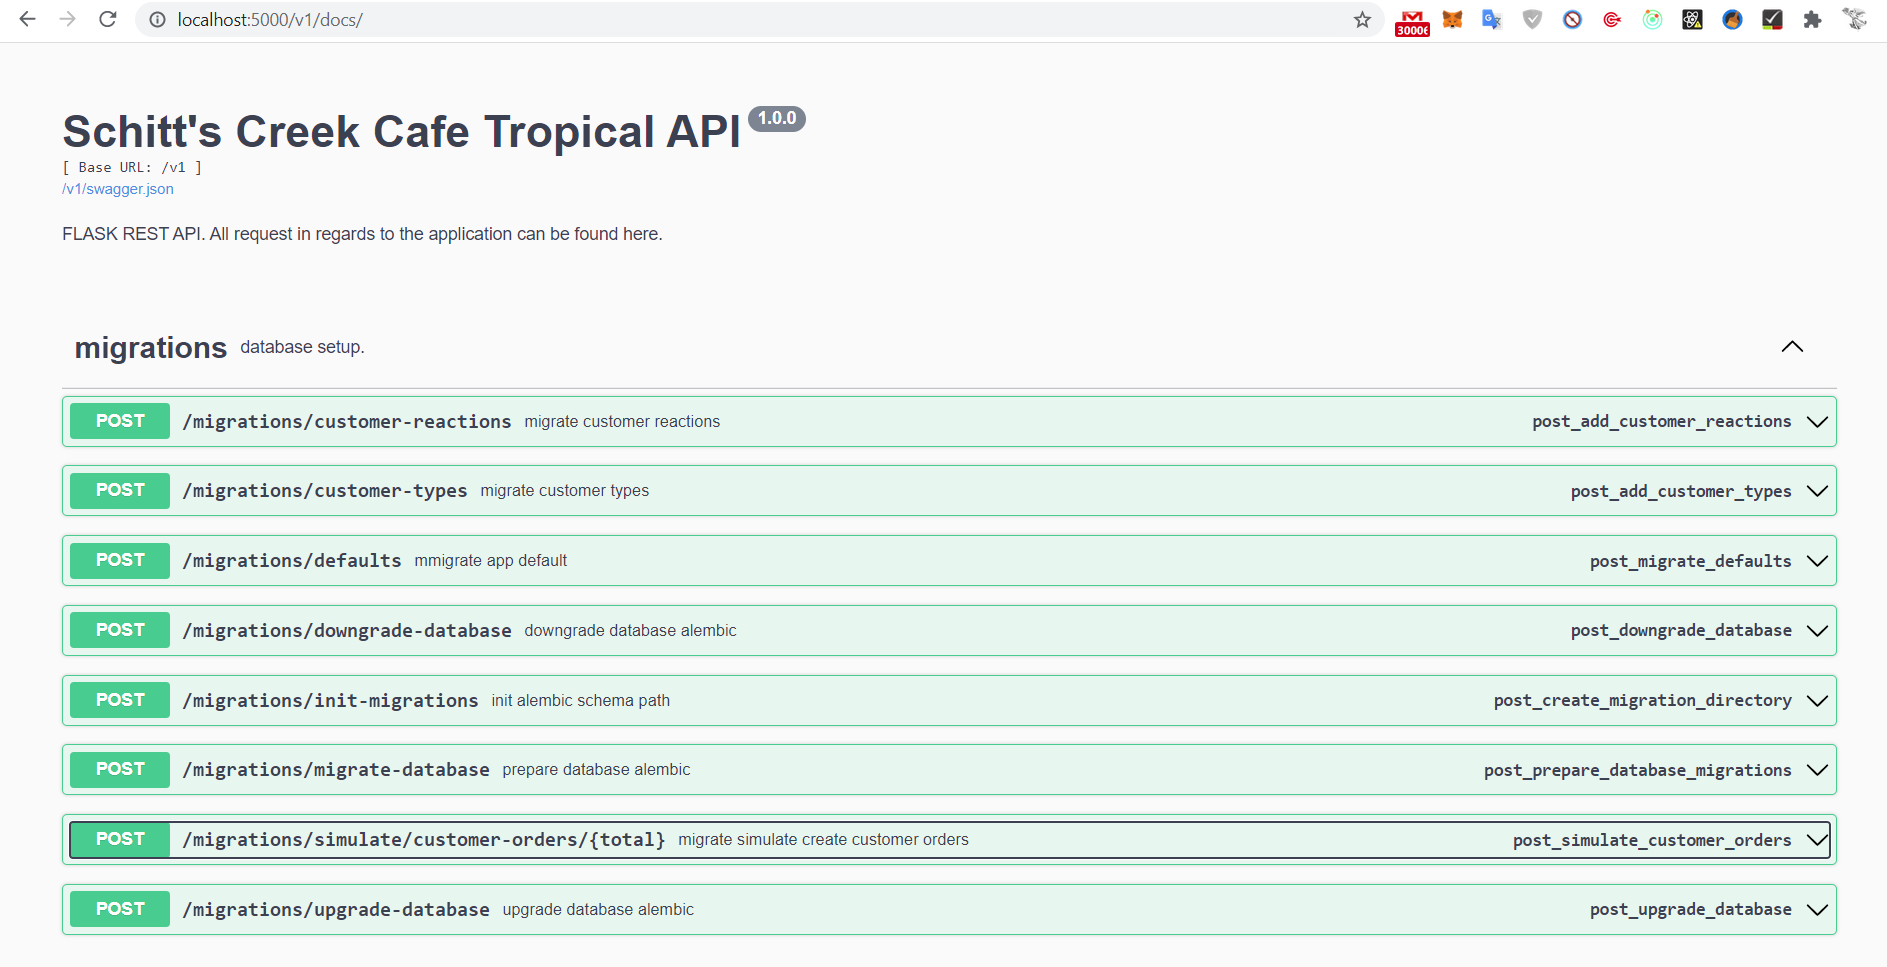 localhost:5000/v1/docs/
30006
Schitt's Creek Cafe Tropical API 1.0.0
[ Base URL: /v1 ]
/v1/swagger.json
FLASK REST API. All request in regards to the application can be found here.
migrations database setup.
POST /migrations/customer-reactions migrate customer reactions post_add_customer_reactions
POST /migrations/customer-types migrate customer types post_add_customer_types
POST /migrations/defaults mmigrate app default post_migrate_defaults
POST /migrations/downgrade-database downgrade database alembic post_downgrade_database
POST /migrations/init-migrations init alembic schema path post_create_migration_directory
POST /migrations/migrate-database prepare database alembic post_prepare_database_migrations
POST /migrations/simulate/customer-orders/{total} migrate simulate create customer orders post_simulate_customer_orders
POST /migrations/upgrade-database upgrade database alembic post_upgrade_database